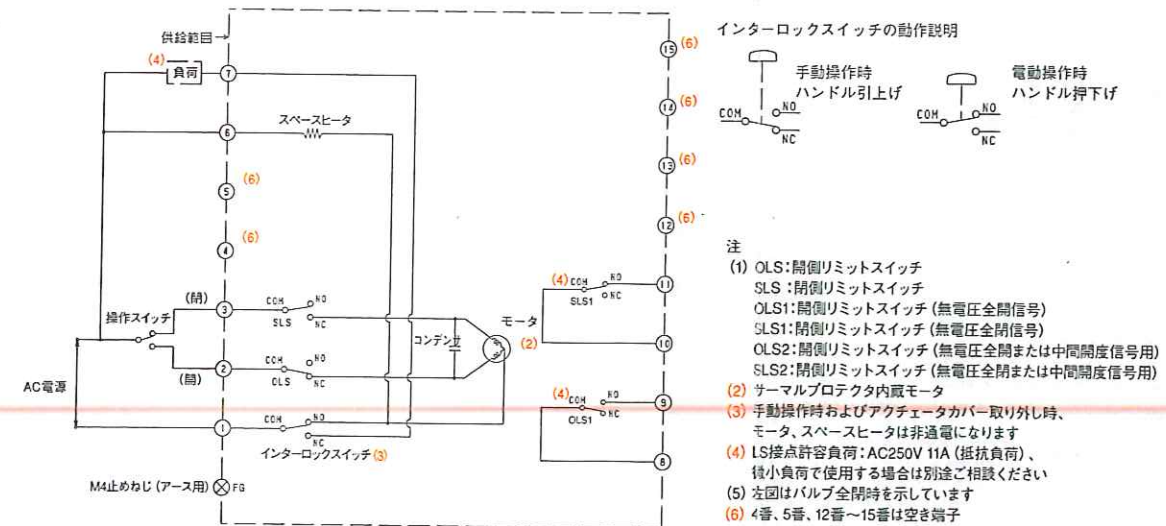 供給範囲
(4)
負荷
7
6
スペースヒータ
5
(6)
4
(6)
操作スイッチ
(閉)
3
COM
NO
NC
SLS
(開)
2
COM
NO
NC
OLS
コンデンサ
モータ
(2)
AC電源
1
COM
NO
NC
インターロックスイッチ(3)
M4止めねじ(アース用)
FG
15
(6)
14
(6)
13
(6)
12
(6)
(4) COM
NO
NC
SLS1
11
10
(4) COM
NO
NC
OLS1
9
8
インターロックスイッチの動作説明
手動操作時
ハンドル引上げ
COM
NO
NC
電動操作時
ハンドル押下げ
COM
NO
NC
注
(1) OLS:開側リミットスイッチ
SLS:閉側リミットスイッチ
OLS1:開側リミットスイッチ(無電圧全開信号)
SLS1:閉側リミットスイッチ(無電圧全閉信号)
OLS2:開側リミットスイッチ(無電圧全開または中間開度信号用)
SLS2:閉側リミットスイッチ(無電圧全閉または中間開度信号用)
(2) サーマルプロテクタ内蔵モータ
(3) 手動操作時およびアクチェータカバー取り外し時、
モータ、スペースヒータは非通電になります
(4) LS接点許容負荷:AC250V 11A(抵抗負荷)、
微小負荷で使用する場合は別途ご相談ください
(5) 左図はバルブ全閉時を示しています
(6) 4番、5番、12番～15番は空き端子